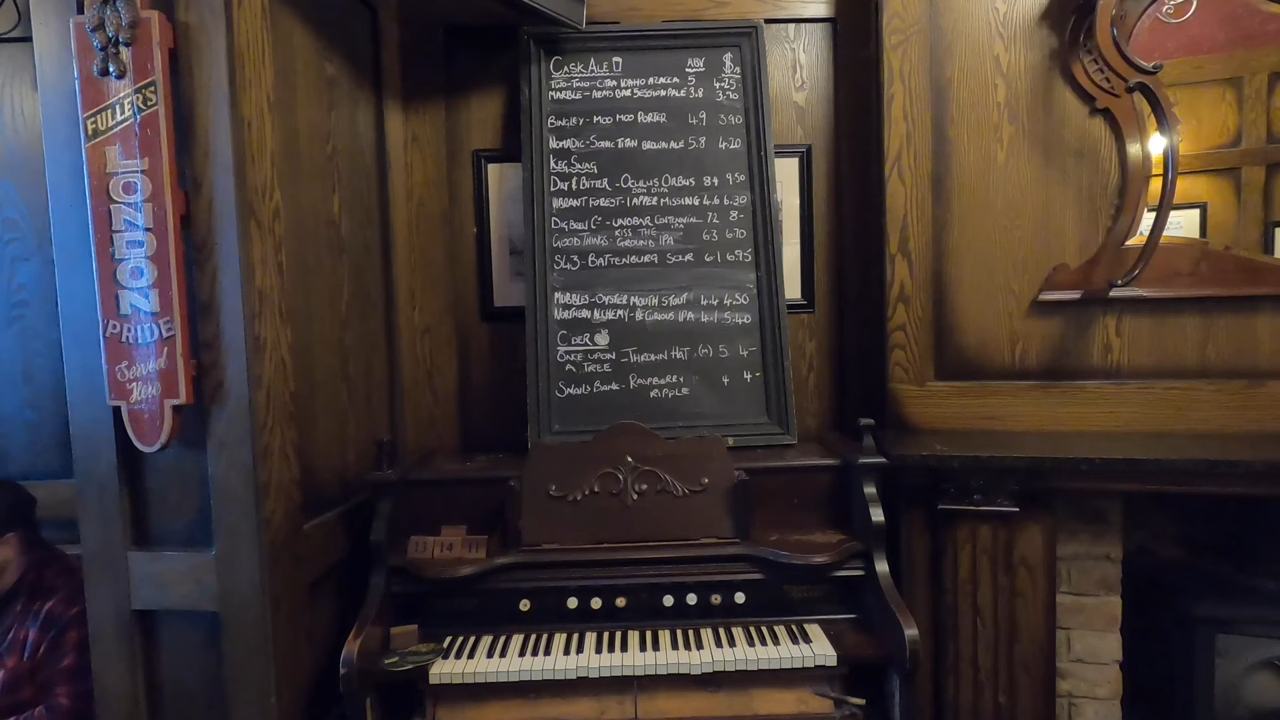 FULLER'S
LONDON
PRIDE
Served
Here
CASK ALE ABV $
TWO-TWO-CITRA IDAHO AZACCA 5 4.25
MARBLE-ARMS BAR SESSION PALE 3.8 3.70
BINGLEY-MOO MOO PORTER 4.9 3.90
NOMADIC-SONIC TITAN BROWN ALE 5.8 4.20
KEG SWAG
DAY & BITTER-OCULUS ORBUS 8.4 9.50
DDH DIPA
VIBRANT FOREST-1 APPER MISSING 4.6 6.30
DIG BREW Cº-UNOBAR CENTENNIAL IPA 7.2 8-
GOOD THINGS-KISS THE GROUND IPA 6.3 6.70
S43-BATTENBURG SOUR 6.1 6.95
MUBBLES-OYSTER MOUTH STOUT 4.4 4.50
NORTHERN ALCHEMY-BE CURIOUS IPA 4.1 5.40
CIDER
ONCE UPON A TREE-THROWN HAT (M) 5. 4-
SNAILS BANK-RASPBERRY RIPPLE 4 4-
13 14 11